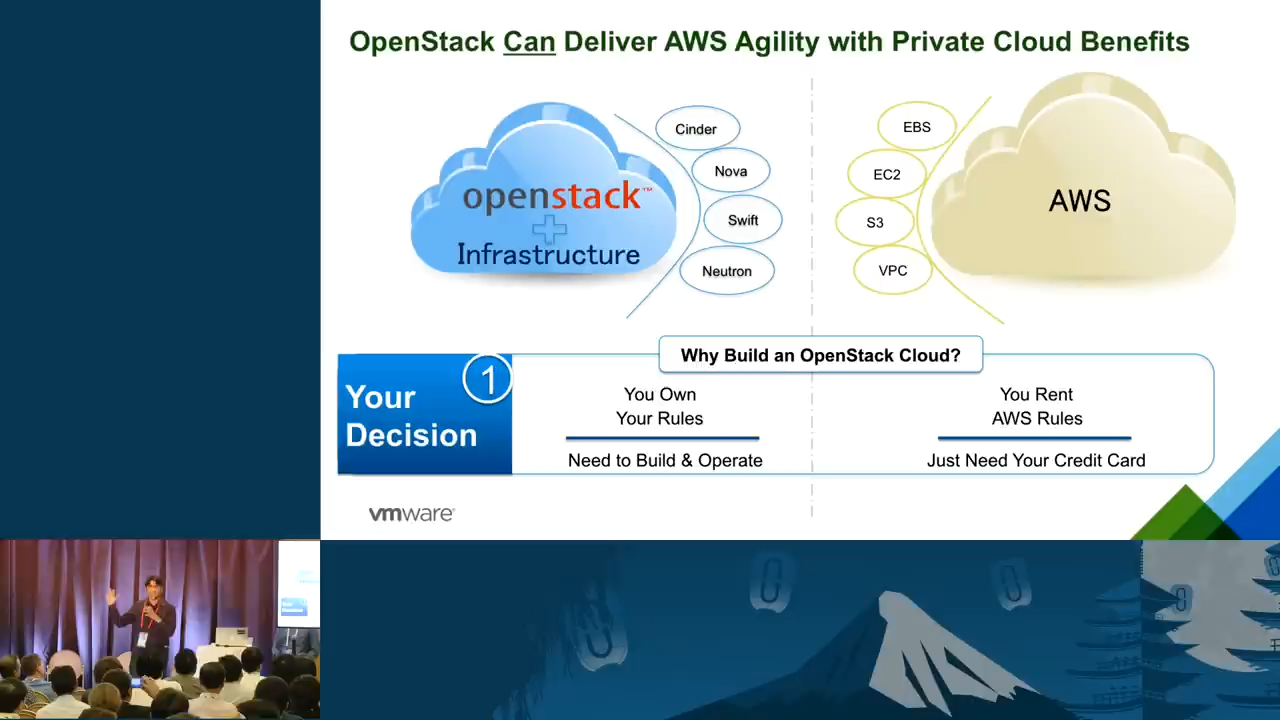 OpenStack Can Deliver AWS Agility with Private Cloud Benefits
Cinder
Nova
Swift
Neutron
openstack™
Infrastructure
EBS
EC2
S3
VPC
AWS
Why Build an OpenStack Cloud?
Your
Decision
1
You Own
Your Rules
Need to Build & Operate
You Rent
AWS Rules
Just Need Your Credit Card
vmware